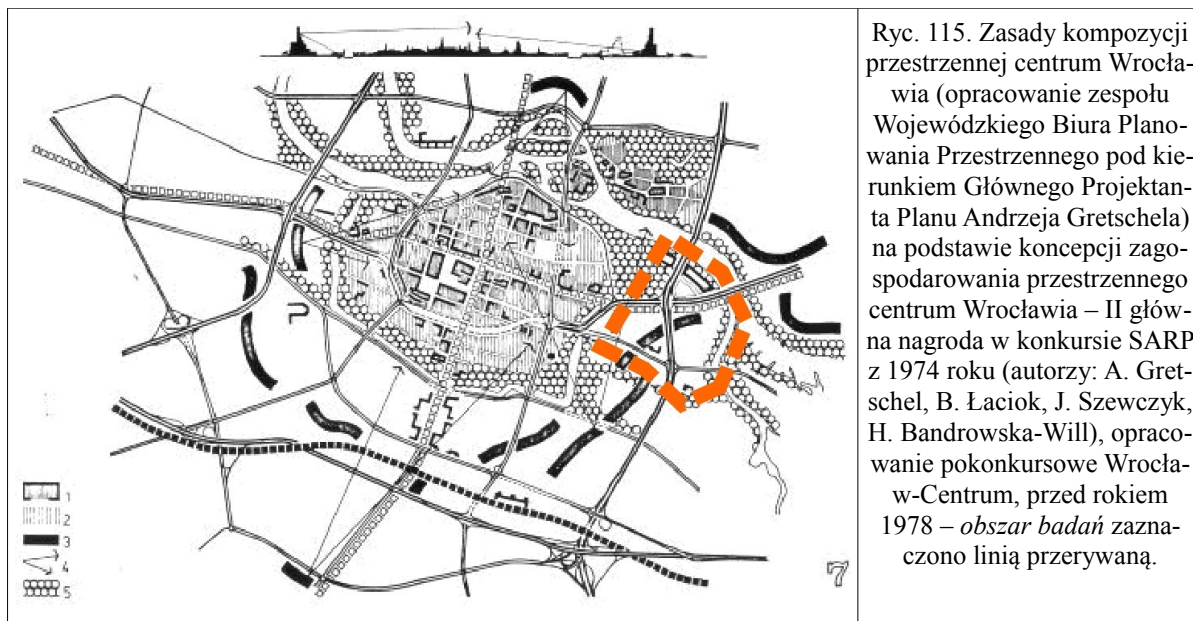 1
2
3
4
5
7
Ryc. 115. Zasady kompozycji
przestrzennej centrum Wrocła-
wia (opracowanie zespołu
Wojewódzkiego Biura Plano-
wania Przestrzennego pod kie-
runkiem Głównego Projektan-
ta Planu Andrzeja Gretschela)
na podstawie koncepcji zago-
spodarowania przestrzennego
centrum Wrocławia – II głów-
na nagroda w konkursie SARP
z 1974 roku (autorzy: A. Gret-
schel, B. Łaciok, J. Szewczyk,
H. Bandrowska-Will), opraco-
wanie pokonkursowe Wrocła-
w-Centrum, przed rokiem
1978 – obszar badań zazna-
czono linią przerywaną.